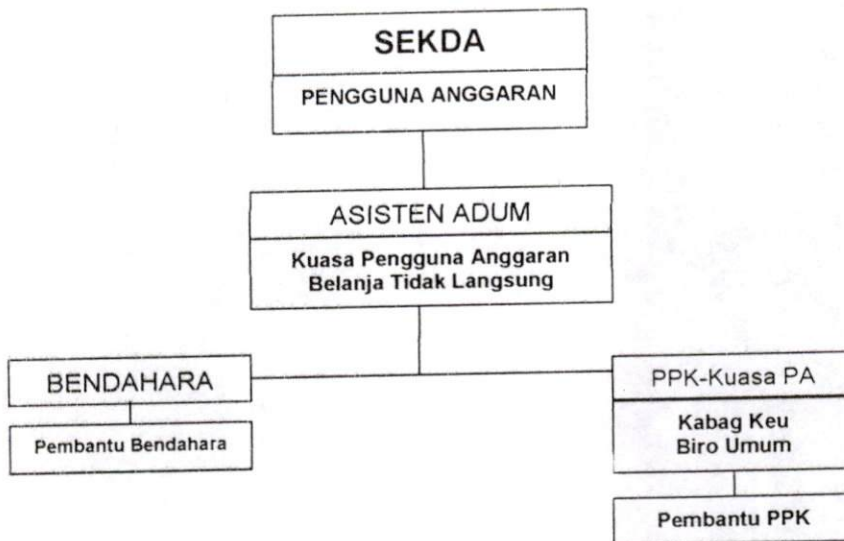 SEKDA
PENGGUNA ANGGARAN
ASISTEN ADUM
Kuasa Pengguna Anggaran
Belanja Tidak Langsung
BENDAHARA
Pembantu Bendahara
PPK-Kuasa PA
Kabag Keu
Biro Umum
Pembantu PPK